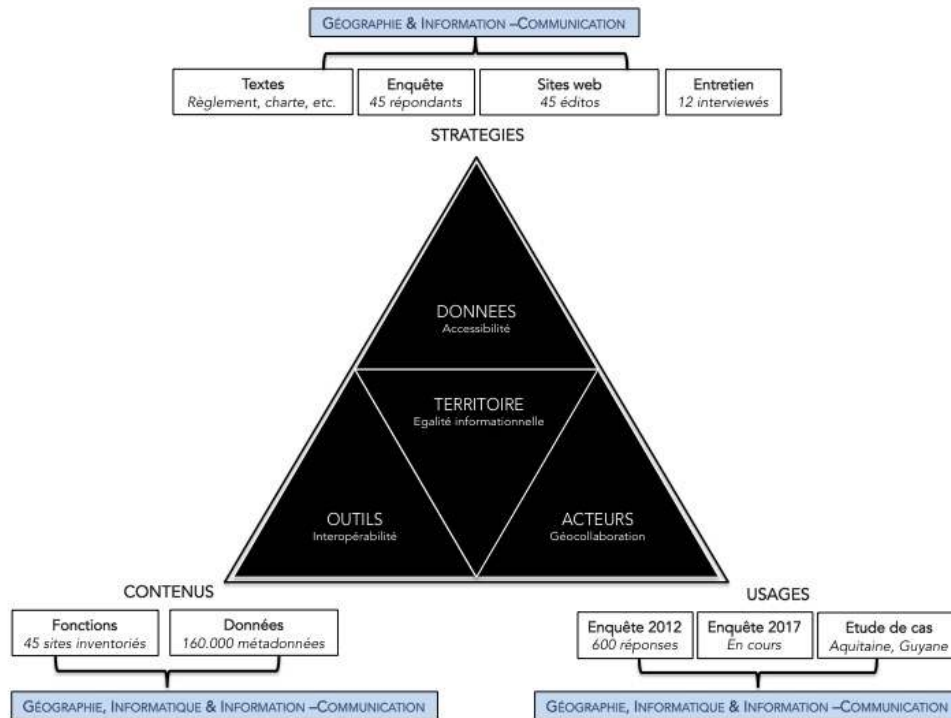 GÉOGRAPHIE & INFORMATION –COMMUNICATION
Textes
Règlement, charte, etc.
Enquête
45 répondants
Sites web
45 éditos
Entretien
12 interviewés
STRATEGIES
DONNEES
Accessibilité
TERRITOIRE
Egalité informationnelle
OUTILS
Interopérabilité
ACTEURS
Géocollaboration
CONTENUS
Fonctions
45 sites inventoriés
Données
160.000 métadonnées
GÉOGRAPHIE, INFORMATIQUE & INFORMATION –COMMUNICATION
USAGES
Enquête 2012
600 réponses
Enquête 2017
En cours
Etude de cas
Aquitaine, Guyane
GÉOGRAPHIE, INFORMATIQUE & INFORMATION –COMMUNICATION